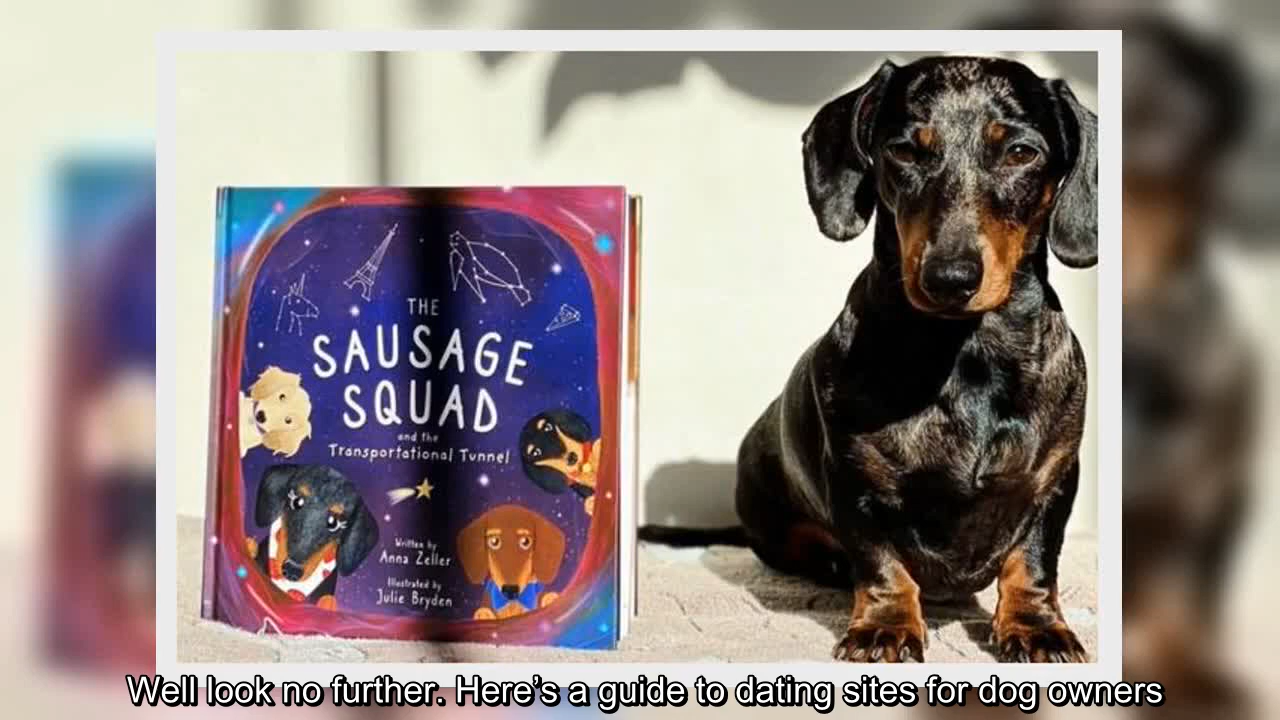 THE
SAUSAGE
SQUAD
and the
Transportational Tunnel
Written by
Anna Zeller
Illustrated by
Julie Bryden
Well look no further. Here’s a guide to dating sites for dog owners